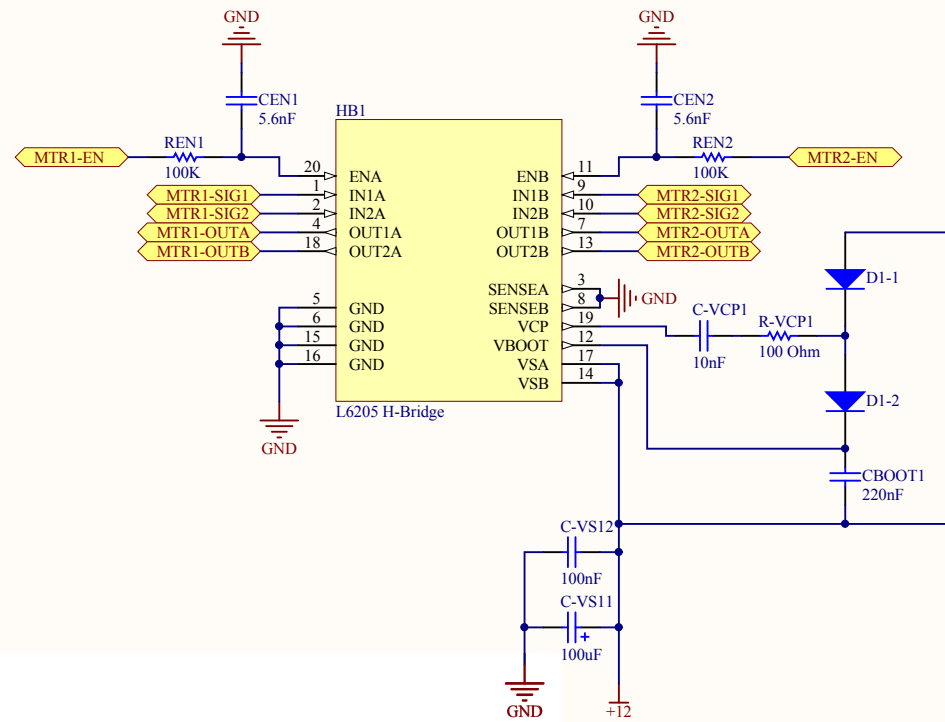 GND
GND
CEN1
5.6nF
CEN2
5.6nF
HB1
REN1
100K
REN2
100K
MTR1-EN
MTR2-EN
20
ENA
ENB
11
MTR1-SIG1
1
IN1A
IN1B
9
MTR2-SIG1
MTR1-SIG2
2
IN2A
IN2B
10
MTR2-SIG2
MTR1-OUTA
4
OUT1A
OUT1B
7
MTR2-OUTA
MTR1-OUTB
18
OUT2A
OUT2B
13
MTR2-OUTB
D1-1
SENSEA
3
GND
5
GND
SENSEB
8
6
GND
VCP
19
C-VCP1
10nF
R-VCP1
100 Ohm
15
GND
VBOOT
12
16
GND
VSA
17
VSB
14
D1-2
L6205 H-Bridge
GND
CBOOT1
220nF
C-VS12
100nF
C-VS11
+
100uF
GND
+12